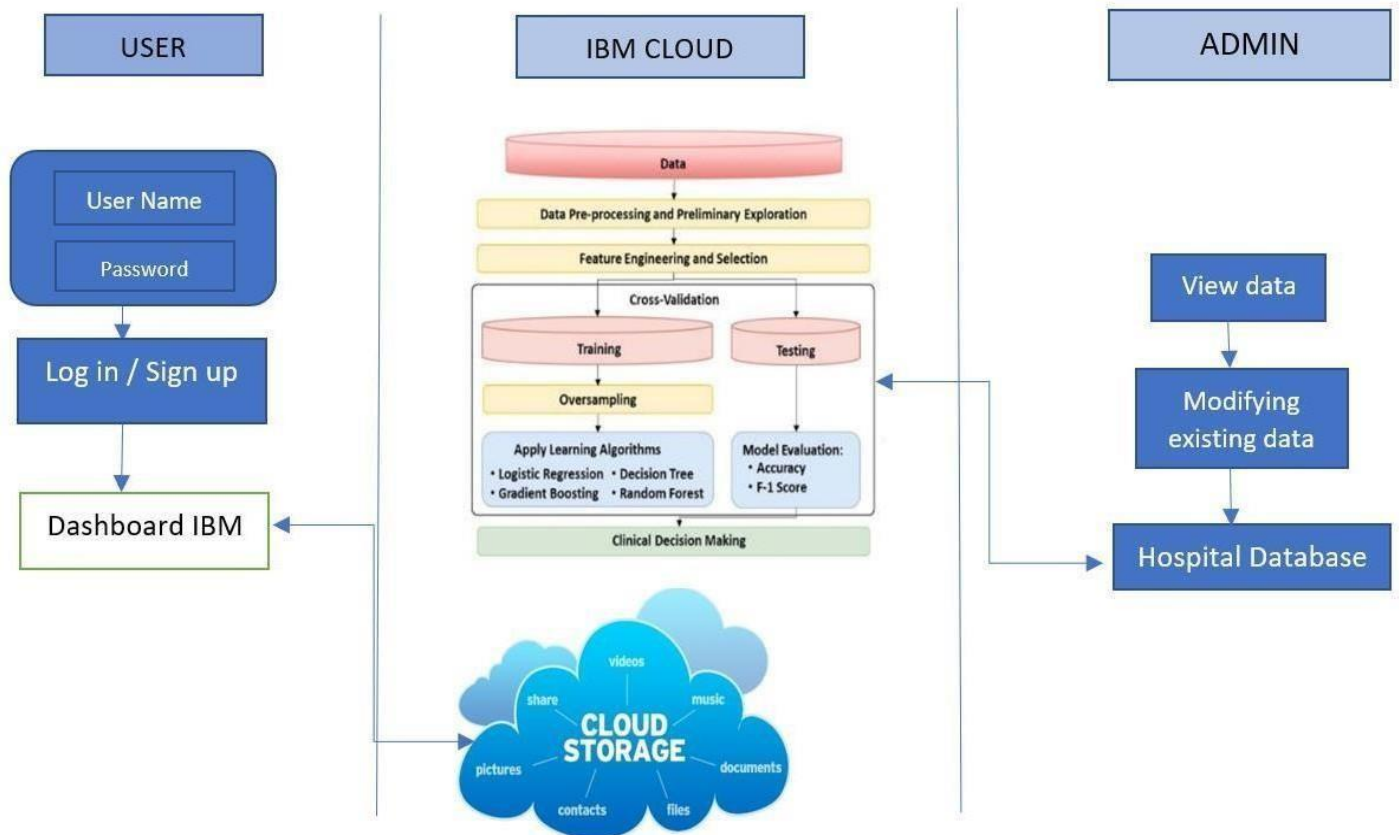 USER
IBM CLOUD
ADMIN
User Name
Password
Log in / Sign up
Dashboard IBM
Data
Data Pre-processing and Preliminary Exploration
Feature Engineering and Selection
Cross-Validation
Training
Testing
Oversampling
Apply Learning Algorithms
• Logistic Regression • Decision Tree
• Gradient Boosting • Random Forest
Model Evaluation:
• Accuracy
• F-1 Score
Clinical Decision Making
videos
share
music
CLOUD
STORAGE
pictures
documents
contacts
files
View data
Modifying
existing data
Hospital Database